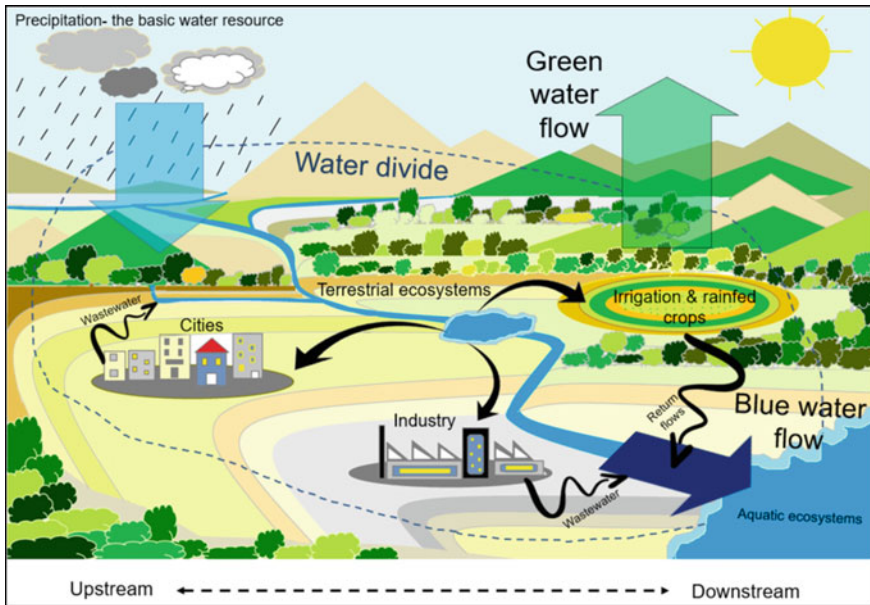 Precipitation- the basic water resource
Green
water
flow
Water divide
Terrestrial ecosystems
Irrigation & rainfed
crops
Wastewater
Cities
Industry
Return
flows
Blue water
flow
Wastewater
Aquatic ecosystems
Upstream
Downstream